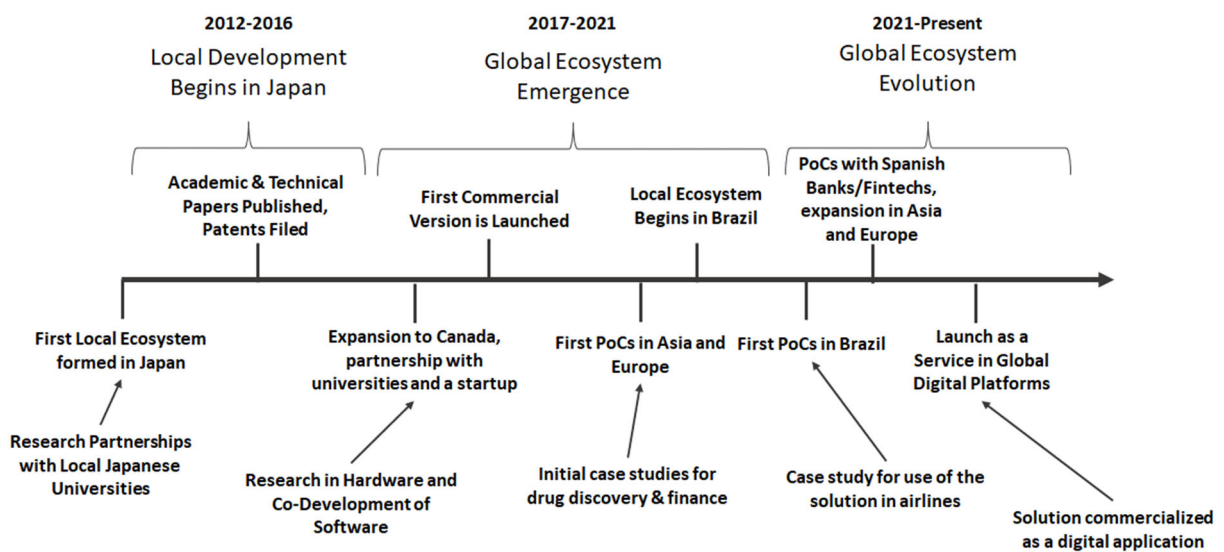 2012-2016
Local Development
Begins in Japan
2017-2021
Global Ecosystem
Emergence
2021-Present
Global Ecosystem
Evolution
Academic & Technical
Papers Published,
Patents Filed
First Commercial
Version is Launched
Local Ecosystem
Begins in Brazil
PoCs with Spanish
Banks/Fintechs,
expansion in Asia
and Europe
First Local Ecosystem
formed in Japan
Expansion to Canada,
partnership with
universities and a startup
First PoCs in Asia and
Europe
First PoCs in Brazil
Launch as a
Service in Global
Digital Platforms
Research Partnerships
with Local Japanese
Universities
Research in Hardware and
Co-Development of
Software
Initial case studies for
drug discovery & finance
Case study for use of the
solution in airlines
Solution commercialized
as a digital application